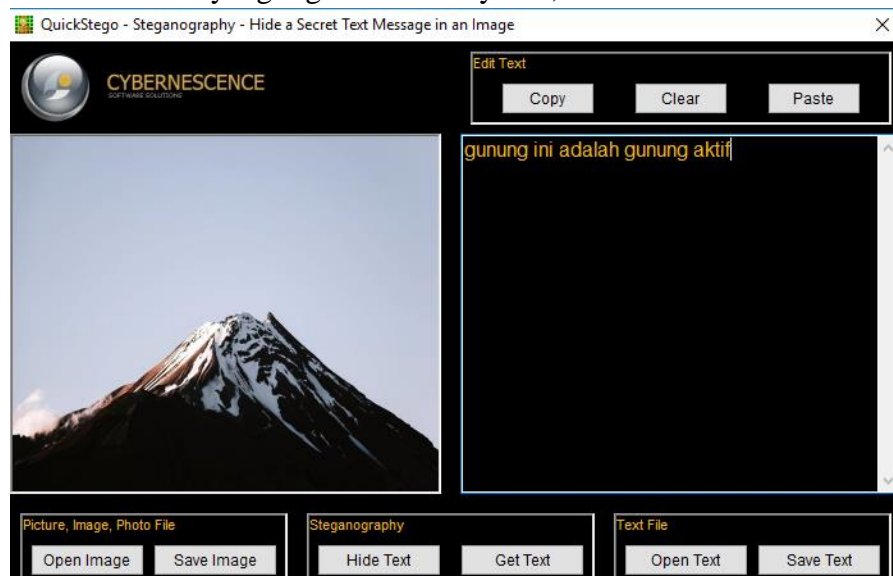 QuickStego - Steganography - Hide a Secret Text Message in an Image
CYBERNESCENCE
SOFTWARE SOLUTIONS
Edit Text
Copy Clear Paste
gunung ini adalah gunung aktif
Picture, Image, Photo File
Open Image Save Image
Steganography
Hide Text Get Text
Text File
Open Text Save Text